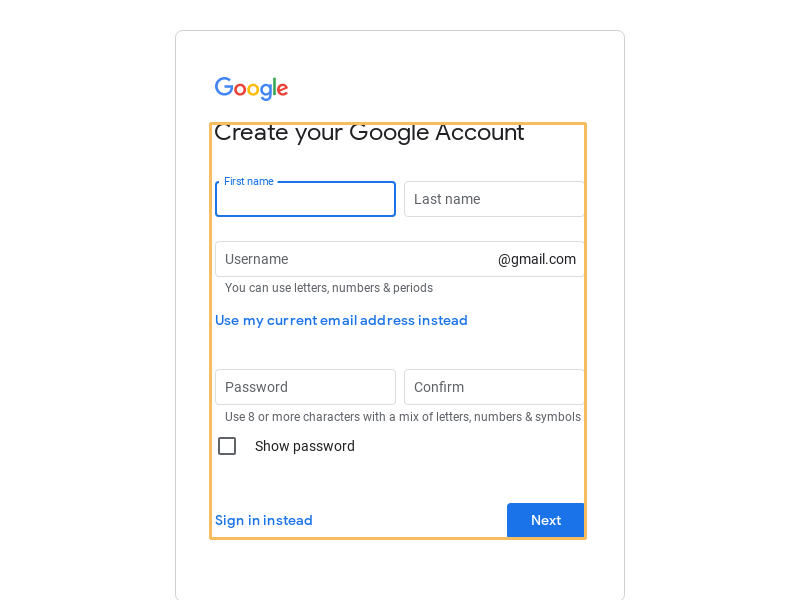 Google
Create your Google Account
First name
Last name
Username @gmail.com
You can use letters, numbers & periods
Use my current email address instead
Password
Confirm
Use 8 or more characters with a mix of letters, numbers & symbols
Show password
Sign in instead
Next